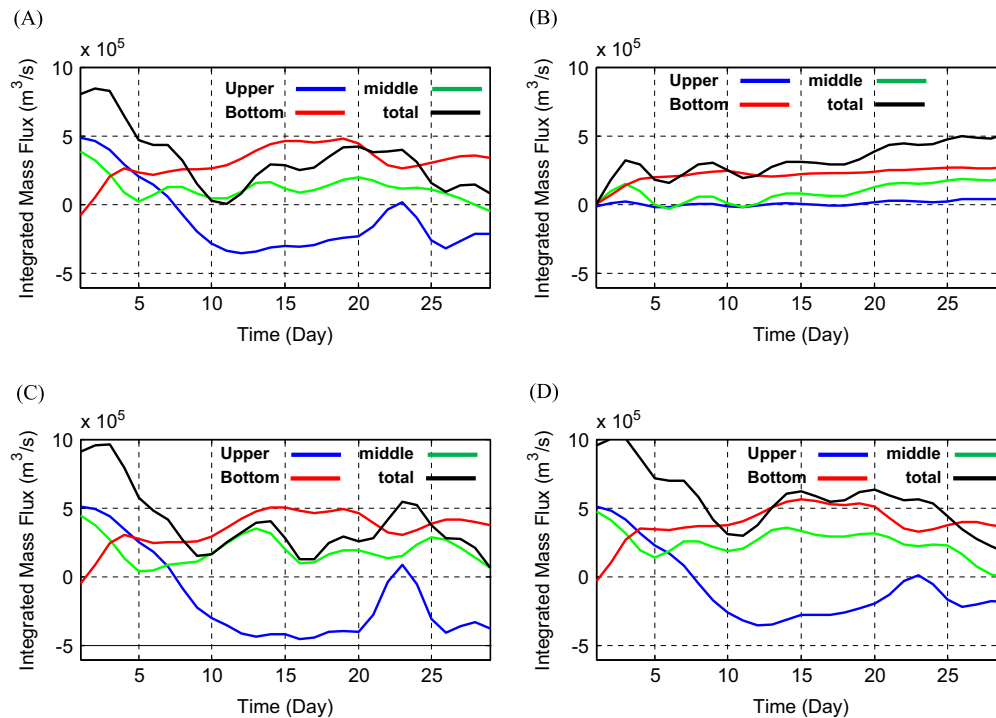 (A)
x 10^5
Integrated Mass Flux (m^3/s)
10
5
0
-5
Upper middle
Bottom total
5 10 15 20 25
Time (Day)
(B)
x 10^5
Integrated Mass Flux (m^3/s)
10
5
0
-5
Upper middle
Bottom total
5 10 15 20 25
Time (Day)
(C)
x 10^5
Integrated Mass Flux (m^3/s)
10
5
0
-5
Upper middle
Bottom total
5 10 15 20 25
Time (Day)
(D)
x 10^5
Integrated Mass Flux (m^3/s)
10
5
0
-5
Upper middle
Bottom total
5 10 15 20 25
Time (Day)